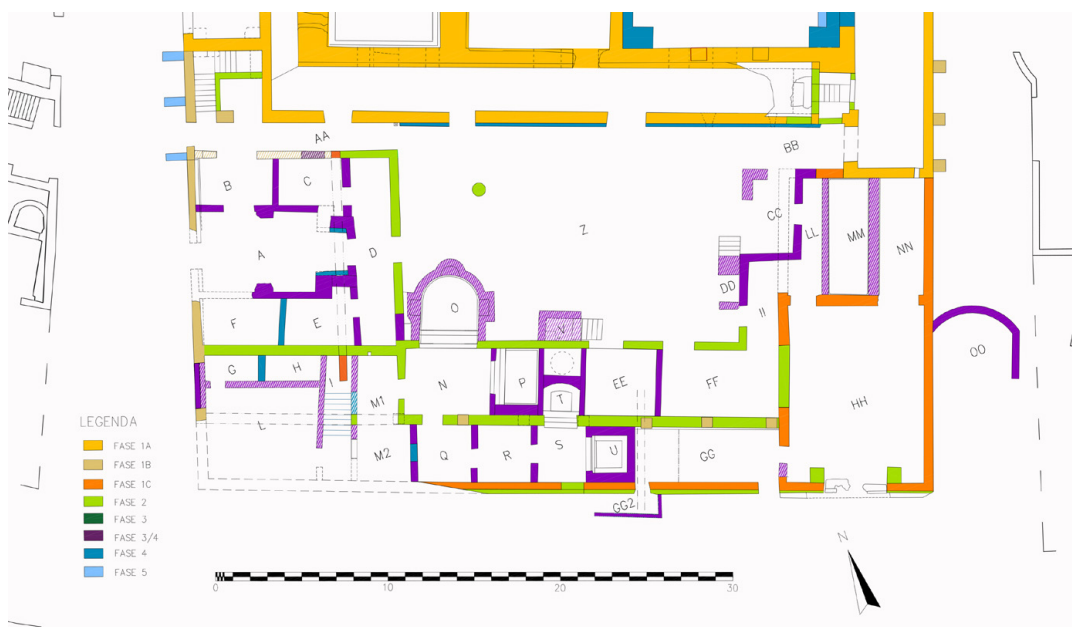 AA
BB
B
C
Z
CC
LL
MM
NN
A
D
DD
II
O
V
F
E
OO
G
H
I
N
P
T
EE
FF
HH
M1
L
M2
Q
R
S
U
GG
GG2
LEGENDA
FASE 1A
FASE 1B
FASE 1C
FASE 2
FASE 3
FASE 3/4
FASE 4
FASE 5
N
0 10 20 30